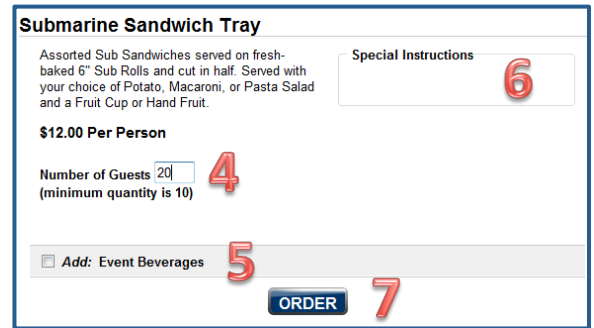 Submarine Sandwich Tray
Assorted Sub Sandwiches served on fresh-
baked 6" Sub Rolls and cut in half. Served with
your choice of Potato, Macaroni, or Pasta Salad
and a Fruit Cup or Hand Fruit.
Special Instructions
6
$12.00 Per Person
Number of Guests 20
(minimum quantity is 10)
4
Add: Event Beverages
5
ORDER
7